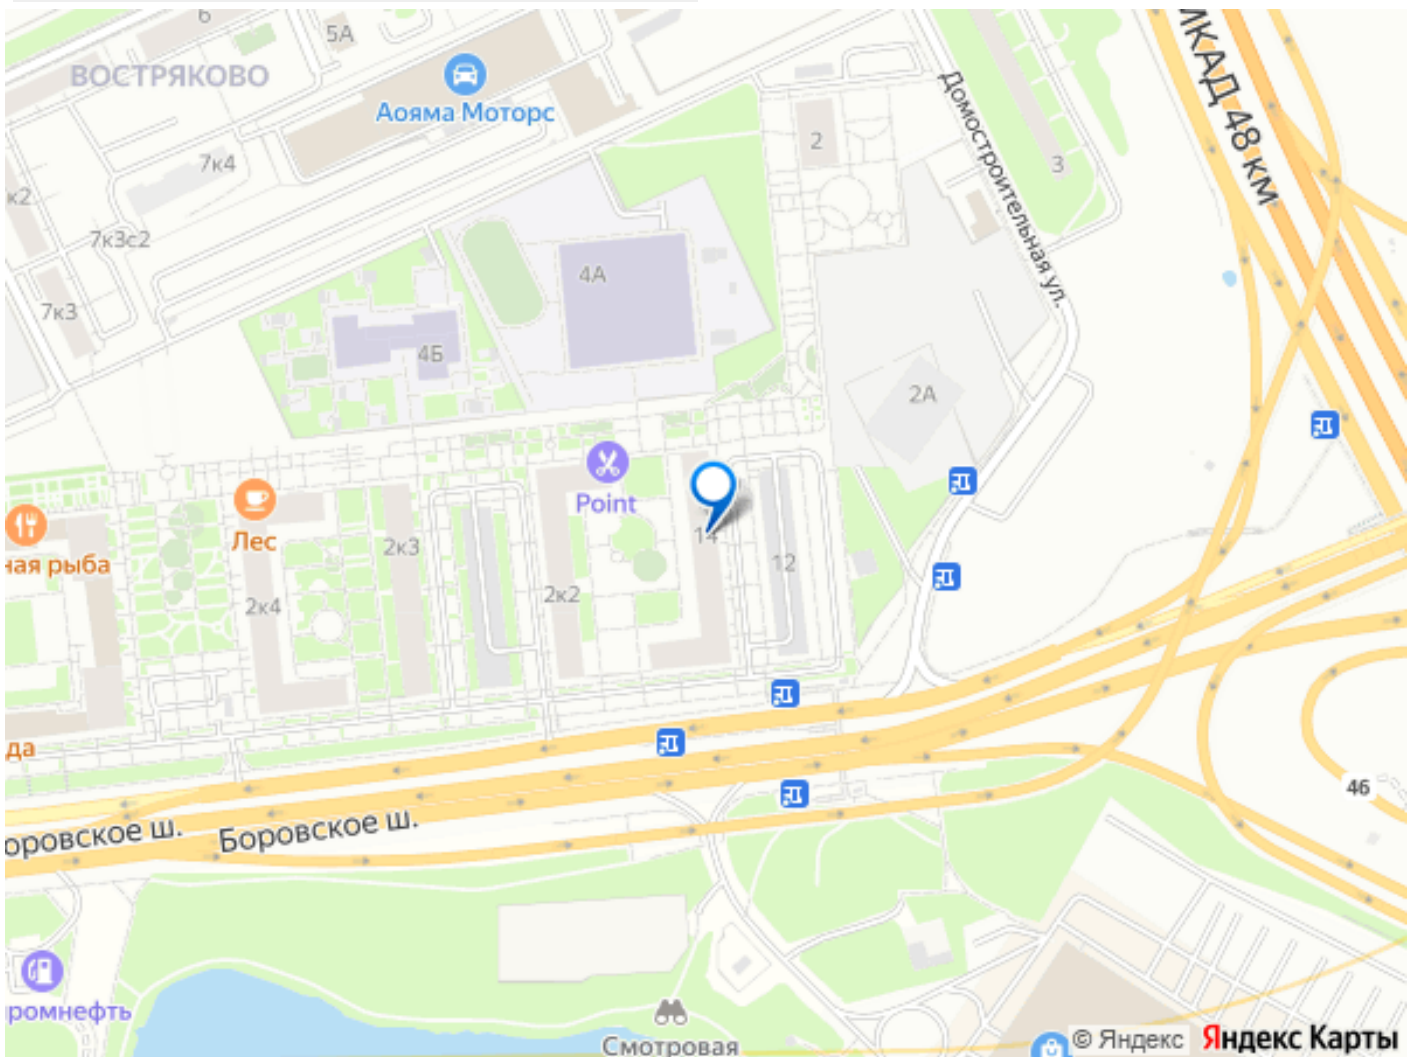 6
5А
ВОСТРЯКОВО
Аояма Моторс
МКАД 48 км
Домостроительная ул.
2
3
7к4
к2
7к3с2
4А
7к3
4Б
2А
Point
Лес
ная рыба
2к3
14
12
2к4
2к2
да
46
оровское ш.
Боровское ш.
ромнефть
Смотровая
© Яндекс
Яндекс Карты